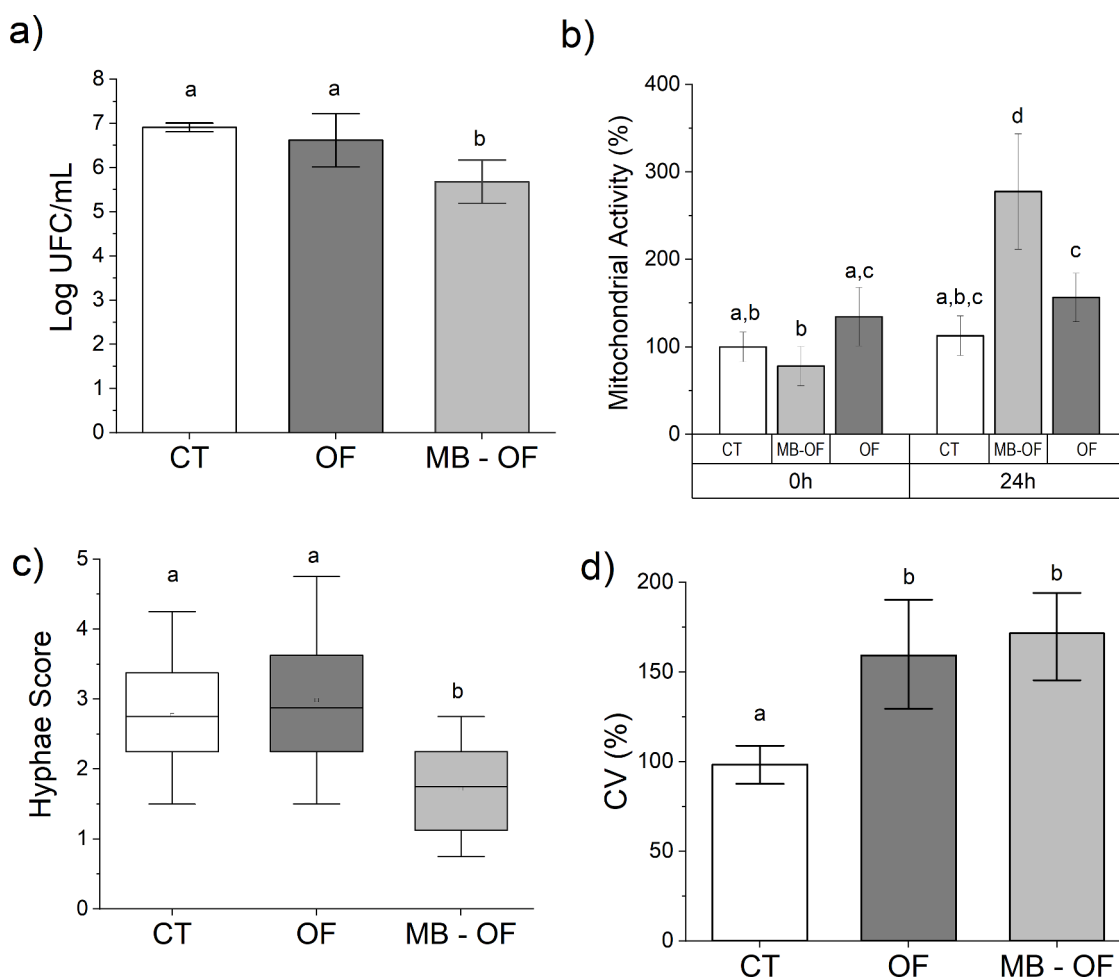 a)
Log UFC/mL
8
7
6
5
4
3
2
1
0
a
a
b
CT
OF
MB - OF
b)
Mitochondrial Activity (%)
400
300
200
150
100
50
0
a,b
b
a,c
a,b,c
d
c
CT
MB-OF
OF
CT
MB-OF
OF
0h
24h
c)
Hyphae Score
5
4
3
2
1
0
a
a
b
CT
OF
MB - OF
d)
CV (%)
200
150
100
50
0
a
b
b
CT
OF
MB - OF